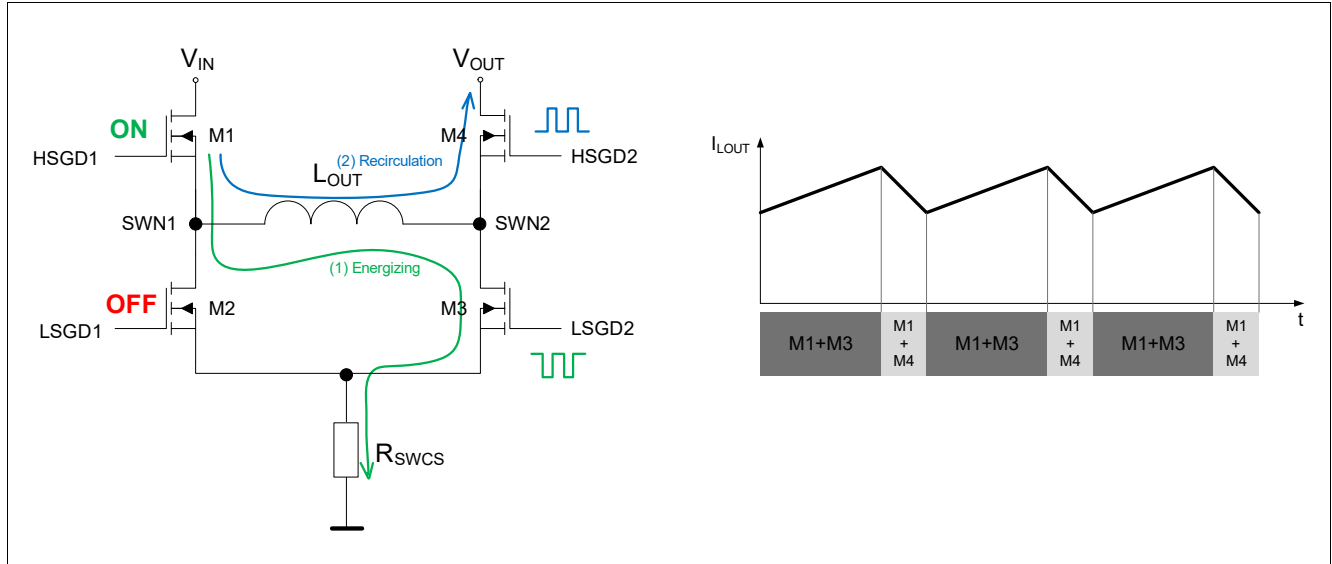 VIN
VOUT
ON
M1
M4
HSGD1
HSGD2
(2) Recirculation
LOUT
SWN1
SWN2
(1) Energizing
OFF
M2
M3
LSGD1
LSGD2
RSWCS
ILOUT
t
M1+M3
M1
+
M4
M1+M3
M1
+
M4
M1+M3
M1
+
M4